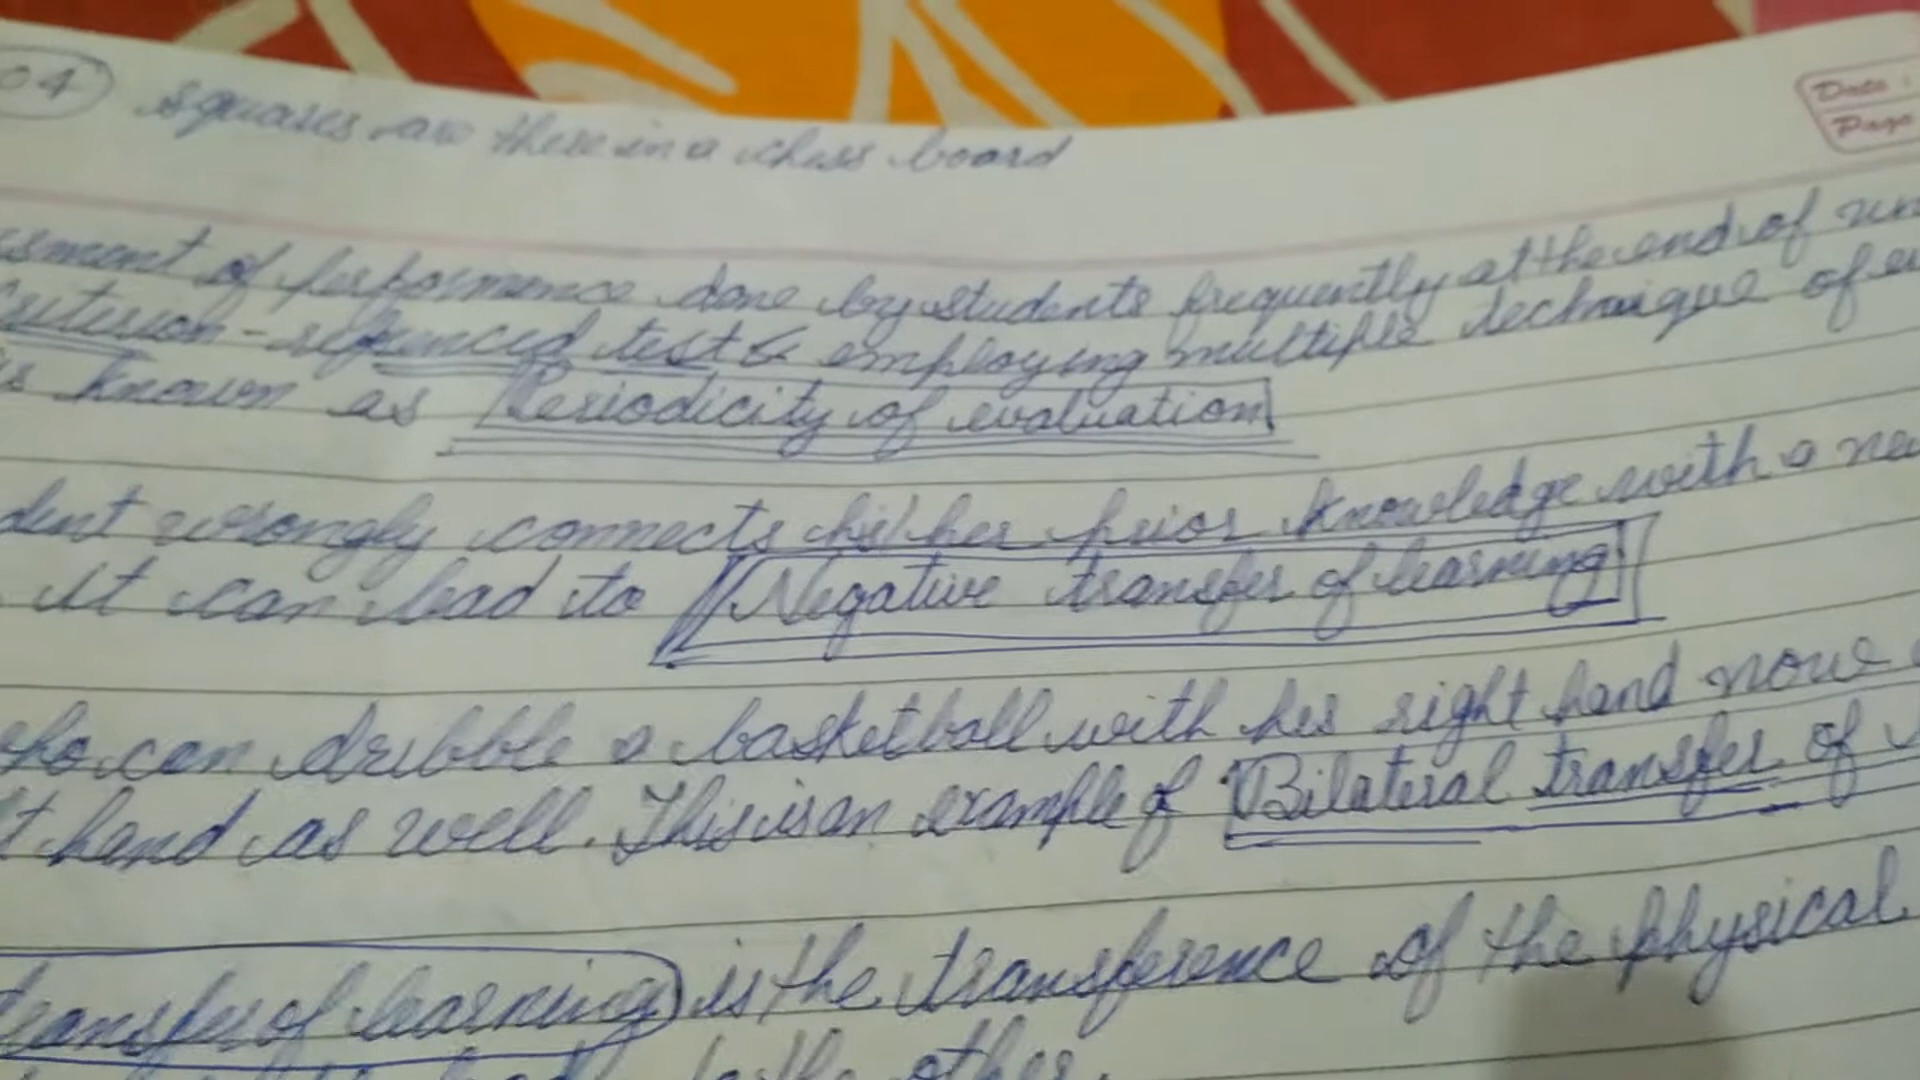 04 squares are there in a chess board
Date :
Page
sment of performance done by students frequently at the end of
Criterion-referenced test & employing multiple technique of
is known as Periodicity of evaluation
dent wrongly connects his/her prior knowledge with a
it can lead to Negative transfer of learning
who can dribble a basketball with his right hand now
t hand as well. This is an example of Bilateral transfer of
transfer of learning is the transference of the physical
to the other.